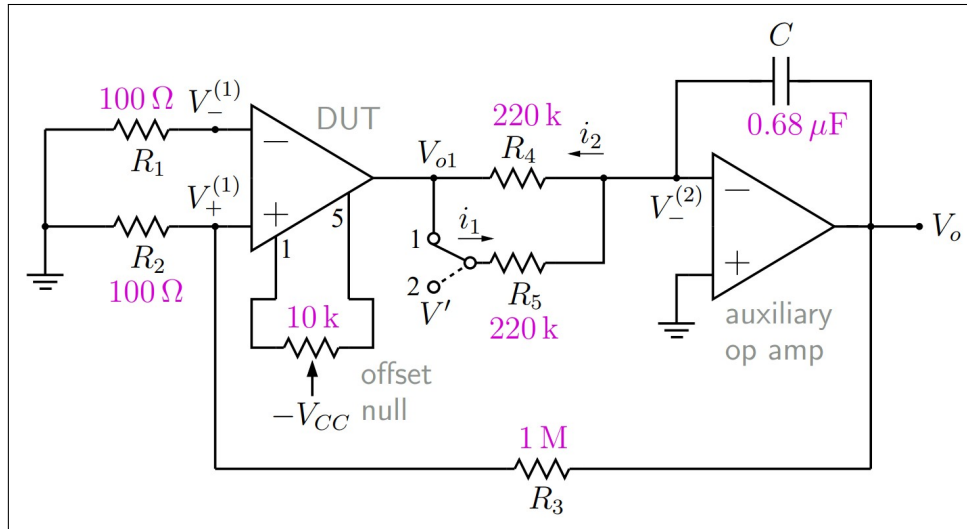 C
100 Ω
V₋⁽¹⁾
DUT
220 k
i₂
0.68 μF
R₁
Vₒ₁
R₄
V₊⁽¹⁾
V₋⁽²⁾
−
+
−
+
Vₒ
5
1
1
i₁
2
V′
R₂
100 Ω
R₅
220 k
10 k
auxiliary
op amp
offset
null
−V_CC
1 M
R₃